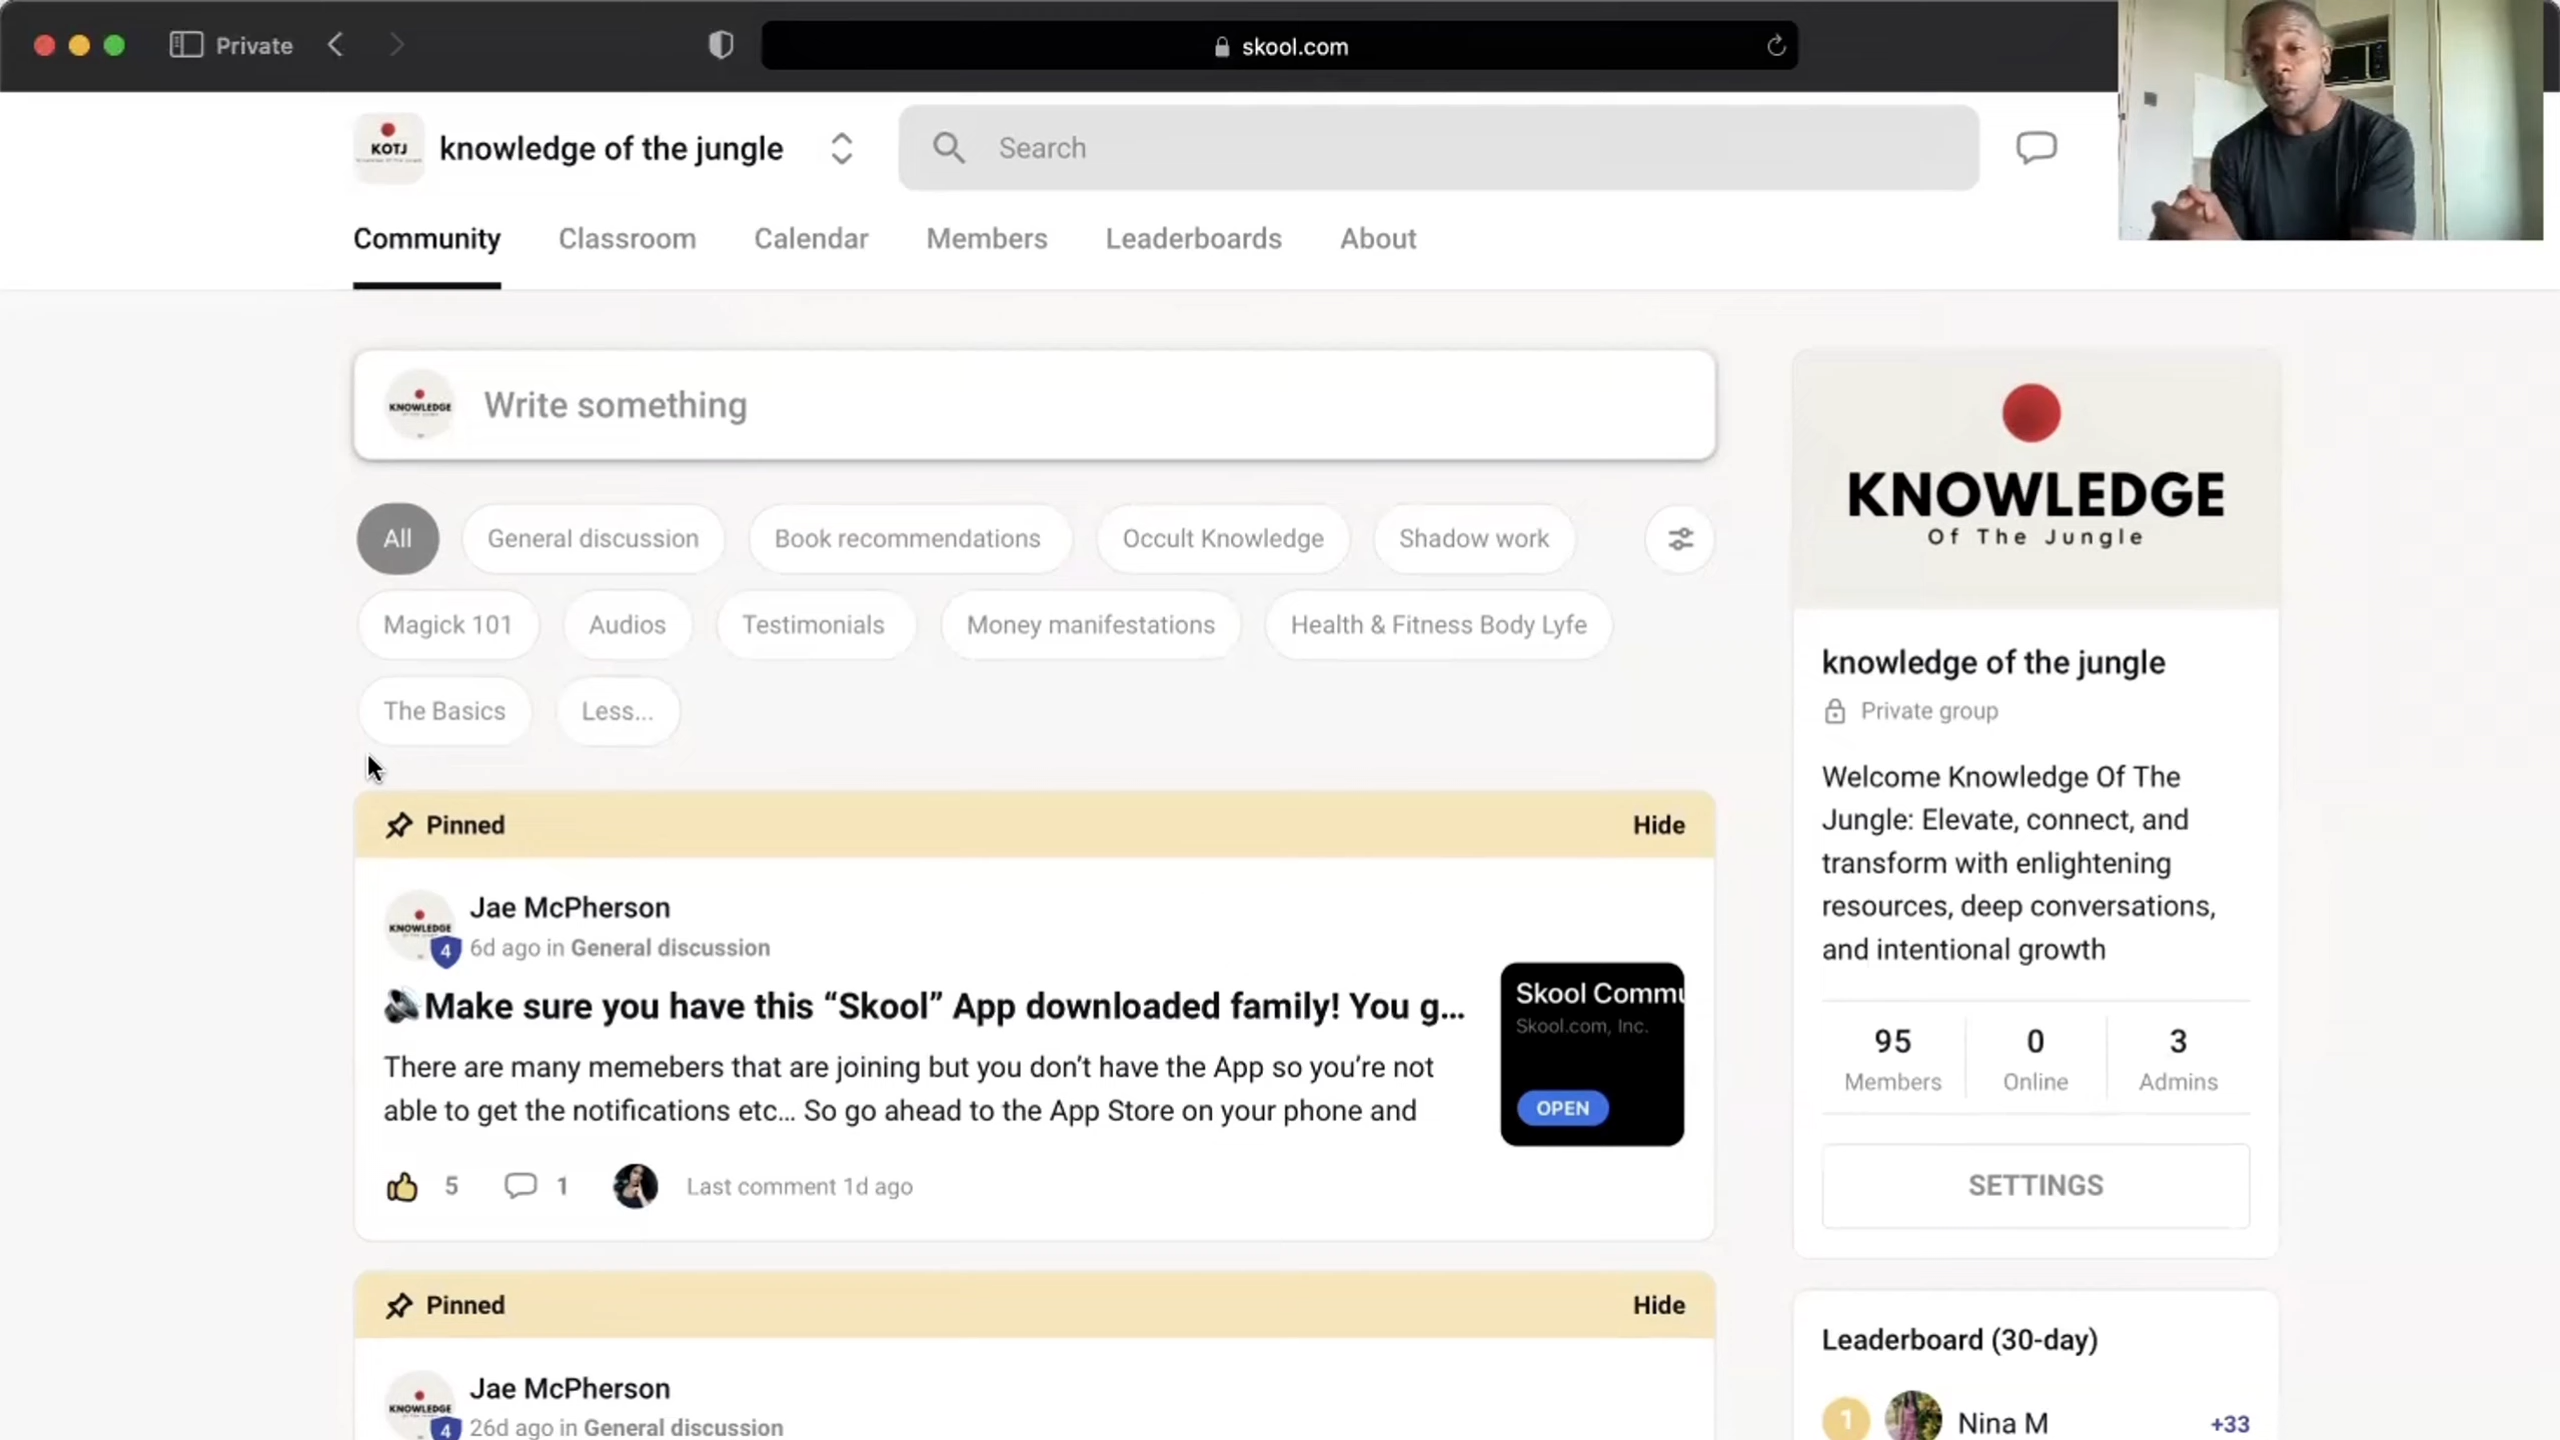 Private
skool.com
KOTJ
knowledge of the jungle
Search
Community
Classroom
Calendar
Members
Leaderboards
About
KNOWLEDGE
Write something
All
General discussion
Book recommendations
Occult Knowledge
Shadow work
Magick 101
Audios
Testimonials
Money manifestations
Health & Fitness Body Lyfe
The Basics
Less...
Pinned
Hide
KNOWLEDGE
4
Jae McPherson
6d ago in General discussion
🔊Make sure you have this “Skool” App downloaded family! You g...
There are many memebers that are joining but you don’t have the App so you’re not
able to get the notifications etc... So go ahead to the App Store on your phone and
Skool Commu
Skool.com, Inc.
OPEN
5
1
Last comment 1d ago
Pinned
Hide
KNOWLEDGE
4
Jae McPherson
26d ago in General discussion
KNOWLEDGE
Of The Jungle
knowledge of the jungle
Private group
Welcome Knowledge Of The
Jungle: Elevate, connect, and
transform with enlightening
resources, deep conversations,
and intentional growth
95
Members
0
Online
3
Admins
SETTINGS
Leaderboard (30-day)
1
Nina M
+33